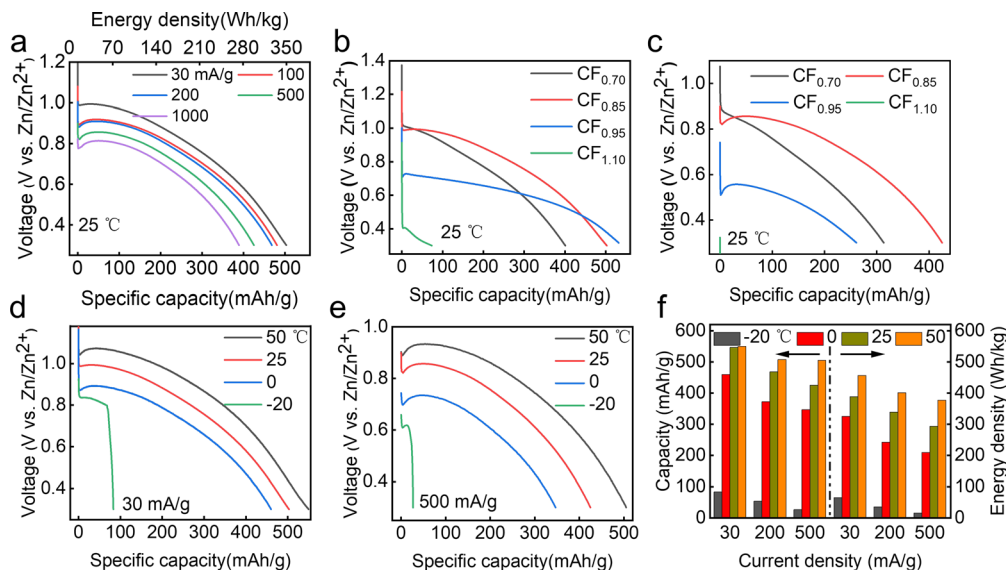 Energy density(Wh/kg)
a
0 70 140 210 280 350
30 mA/g 100
200 500
1000
1.2
1.0
0.8
0.6
0.4
Voltage (V vs. Zn/Zn²⁺)
25 ℃
0 100 200 300 400 500 600
Specific capacity(mAh/g)
b
CF₀.₇₀
CF₀.₈₅
CF₀.₉₅
CF₁.₁₀
1.4
1.2
1.0
0.8
0.6
0.4
Voltage (V vs. Zn/Zn²⁺)
25 ℃
0 100 200 300 400 500
Specific capacity(mAh/g)
c
CF₀.₇₀ CF₀.₈₅
CF₀.₉₅ CF₁.₁₀
1.0
0.8
0.6
0.4
Voltage (V vs. Zn/Zn²⁺)
25 ℃
0 100 200 300 400
Specific capacity(mAh/g)
d
50 ℃
25
0
-20
1.0
0.8
0.6
0.4
Voltage (V vs. Zn/Zn²⁺)
30 mA/g
0 100 200 300 400 500
Specific capacity(mAh/g)
e
50 ℃
25
0
-20
1.0
0.8
0.6
0.4
Voltage (V vs. Zn/Zn²⁺)
500 mA/g
0 100 200 300 400 500
Specific capacity(mAh/g)
f
-20 ℃ 0 25 50
600
500
400
300
200
100
0
Capacity (mAh/g)
600
500
400
300
200
100
0
Energy density (Wh/kg)
30 200 500 30 200 500
Current density (mA/g)